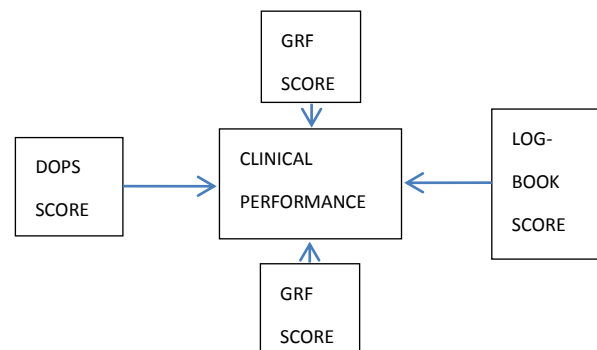 GRF
SCORE
DOPS
SCORE
CLINICAL
PERFORMANCE
LOG-
BOOK
SCORE
GRF
SCORE